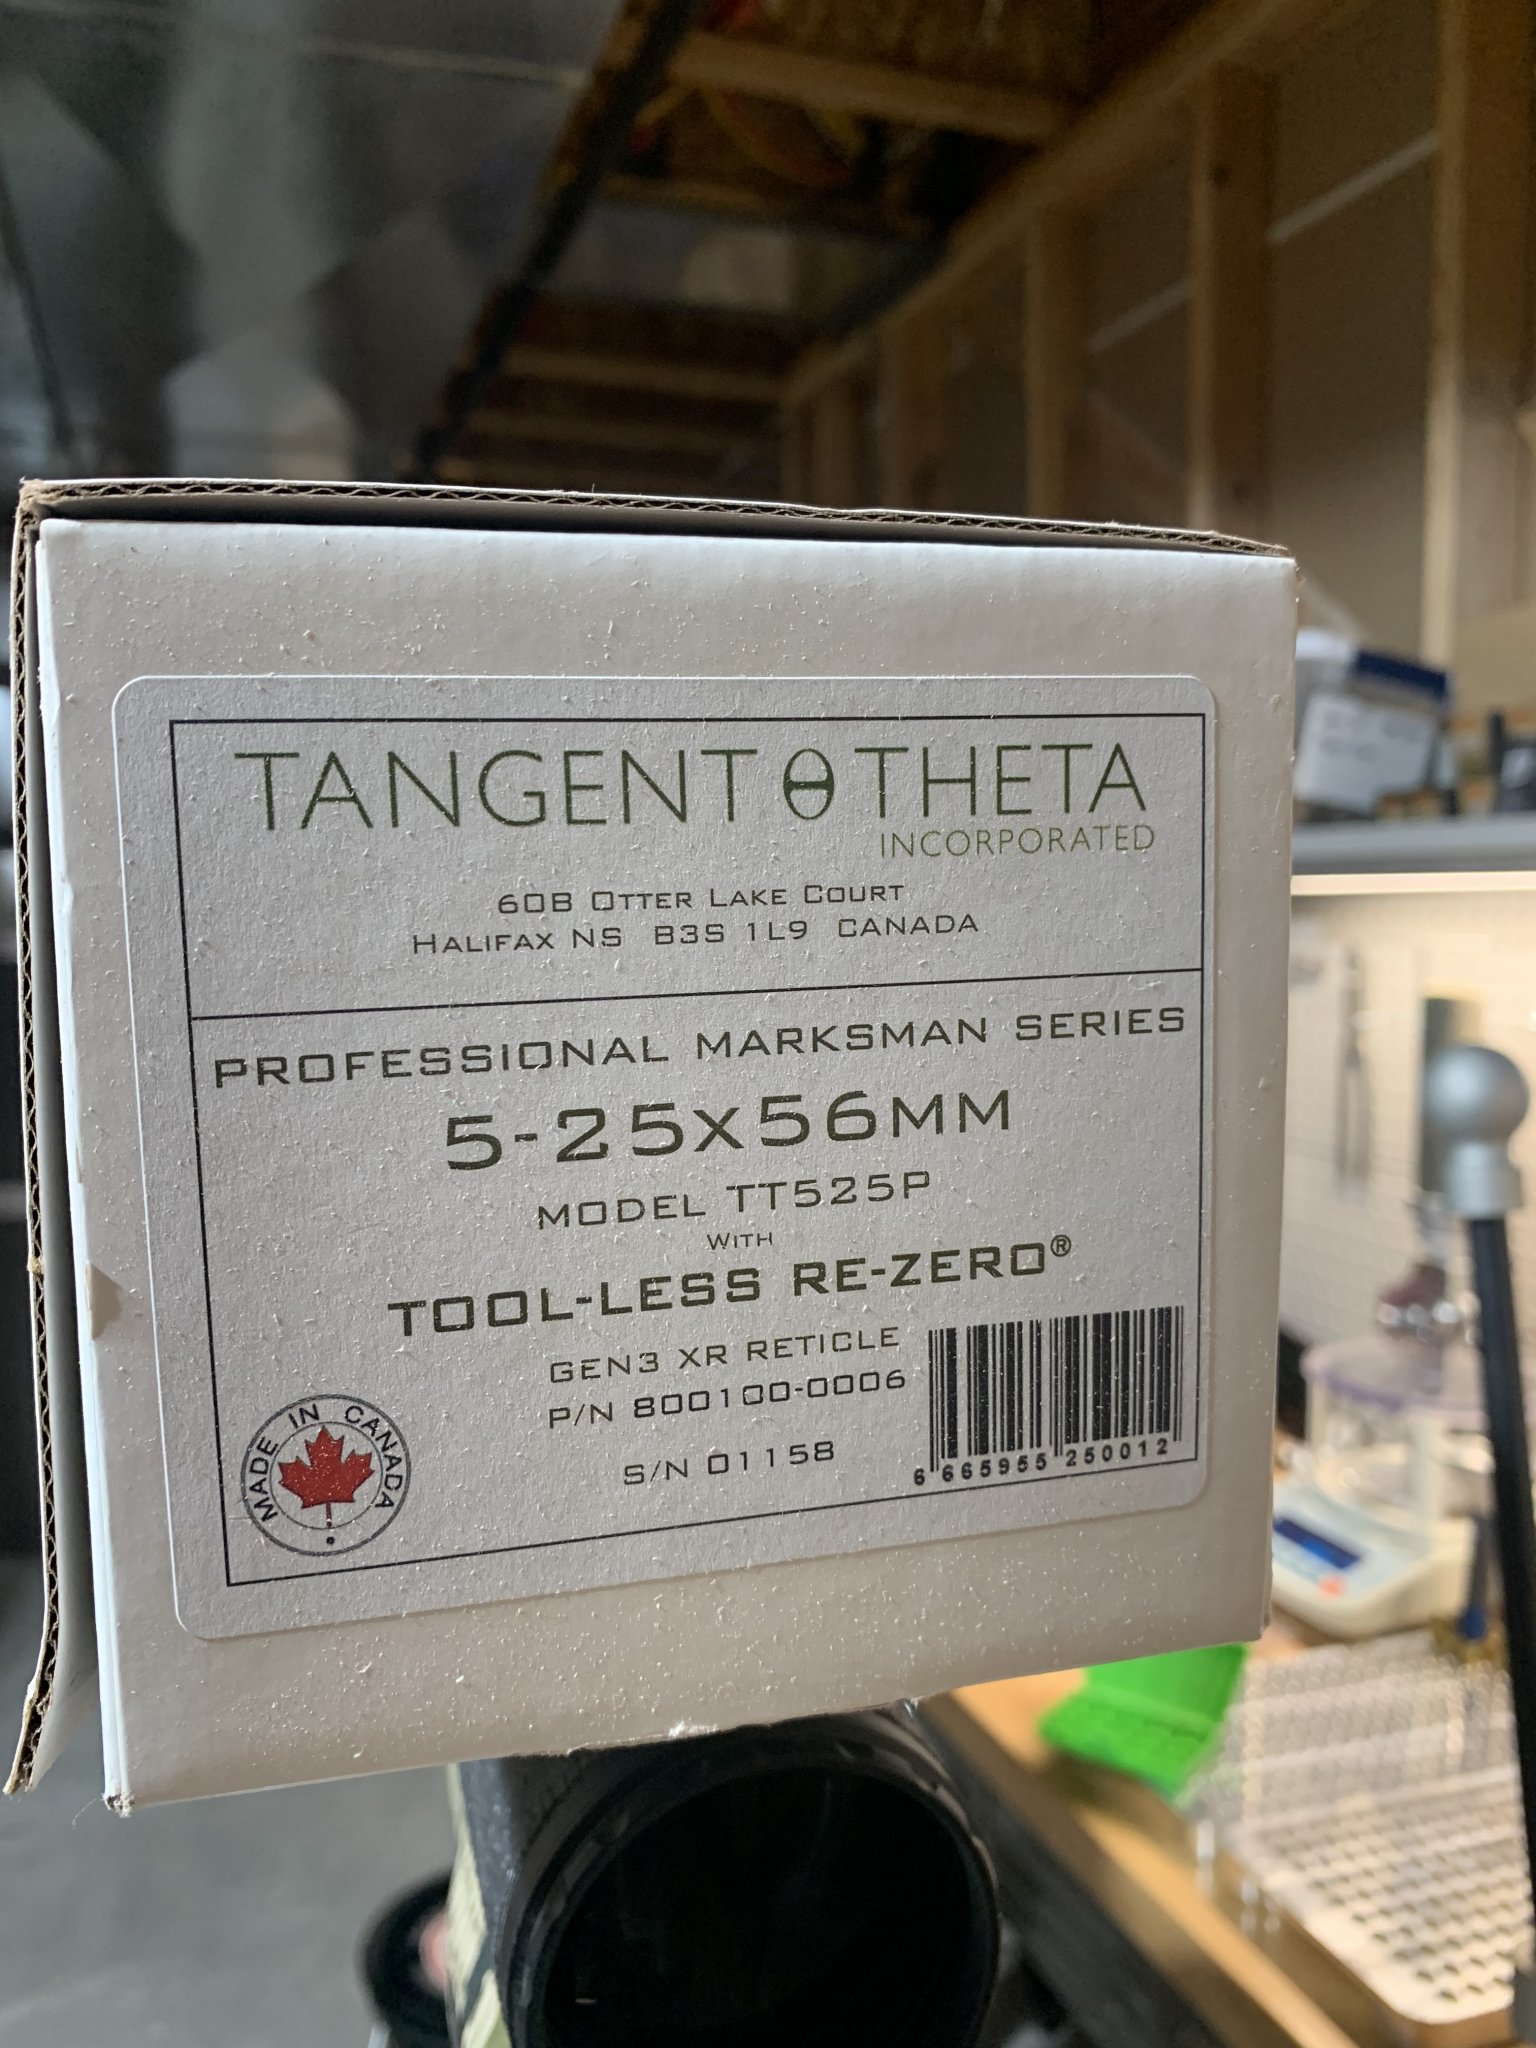 TANGENT θ THETA
INCORPORATED
60B OTTER LAKE COURT
HALIFAX NS B3S 1L9 CANADA
PROFESSIONAL MARKSMAN SERIES
5-25x56MM
MODEL TT525P
WITH
TOOL-LESS RE-ZERO®
GEN3 XR RETICLE
P/N 800100-0006
S/N 01158
6 665955 250012
MADE IN CANADA